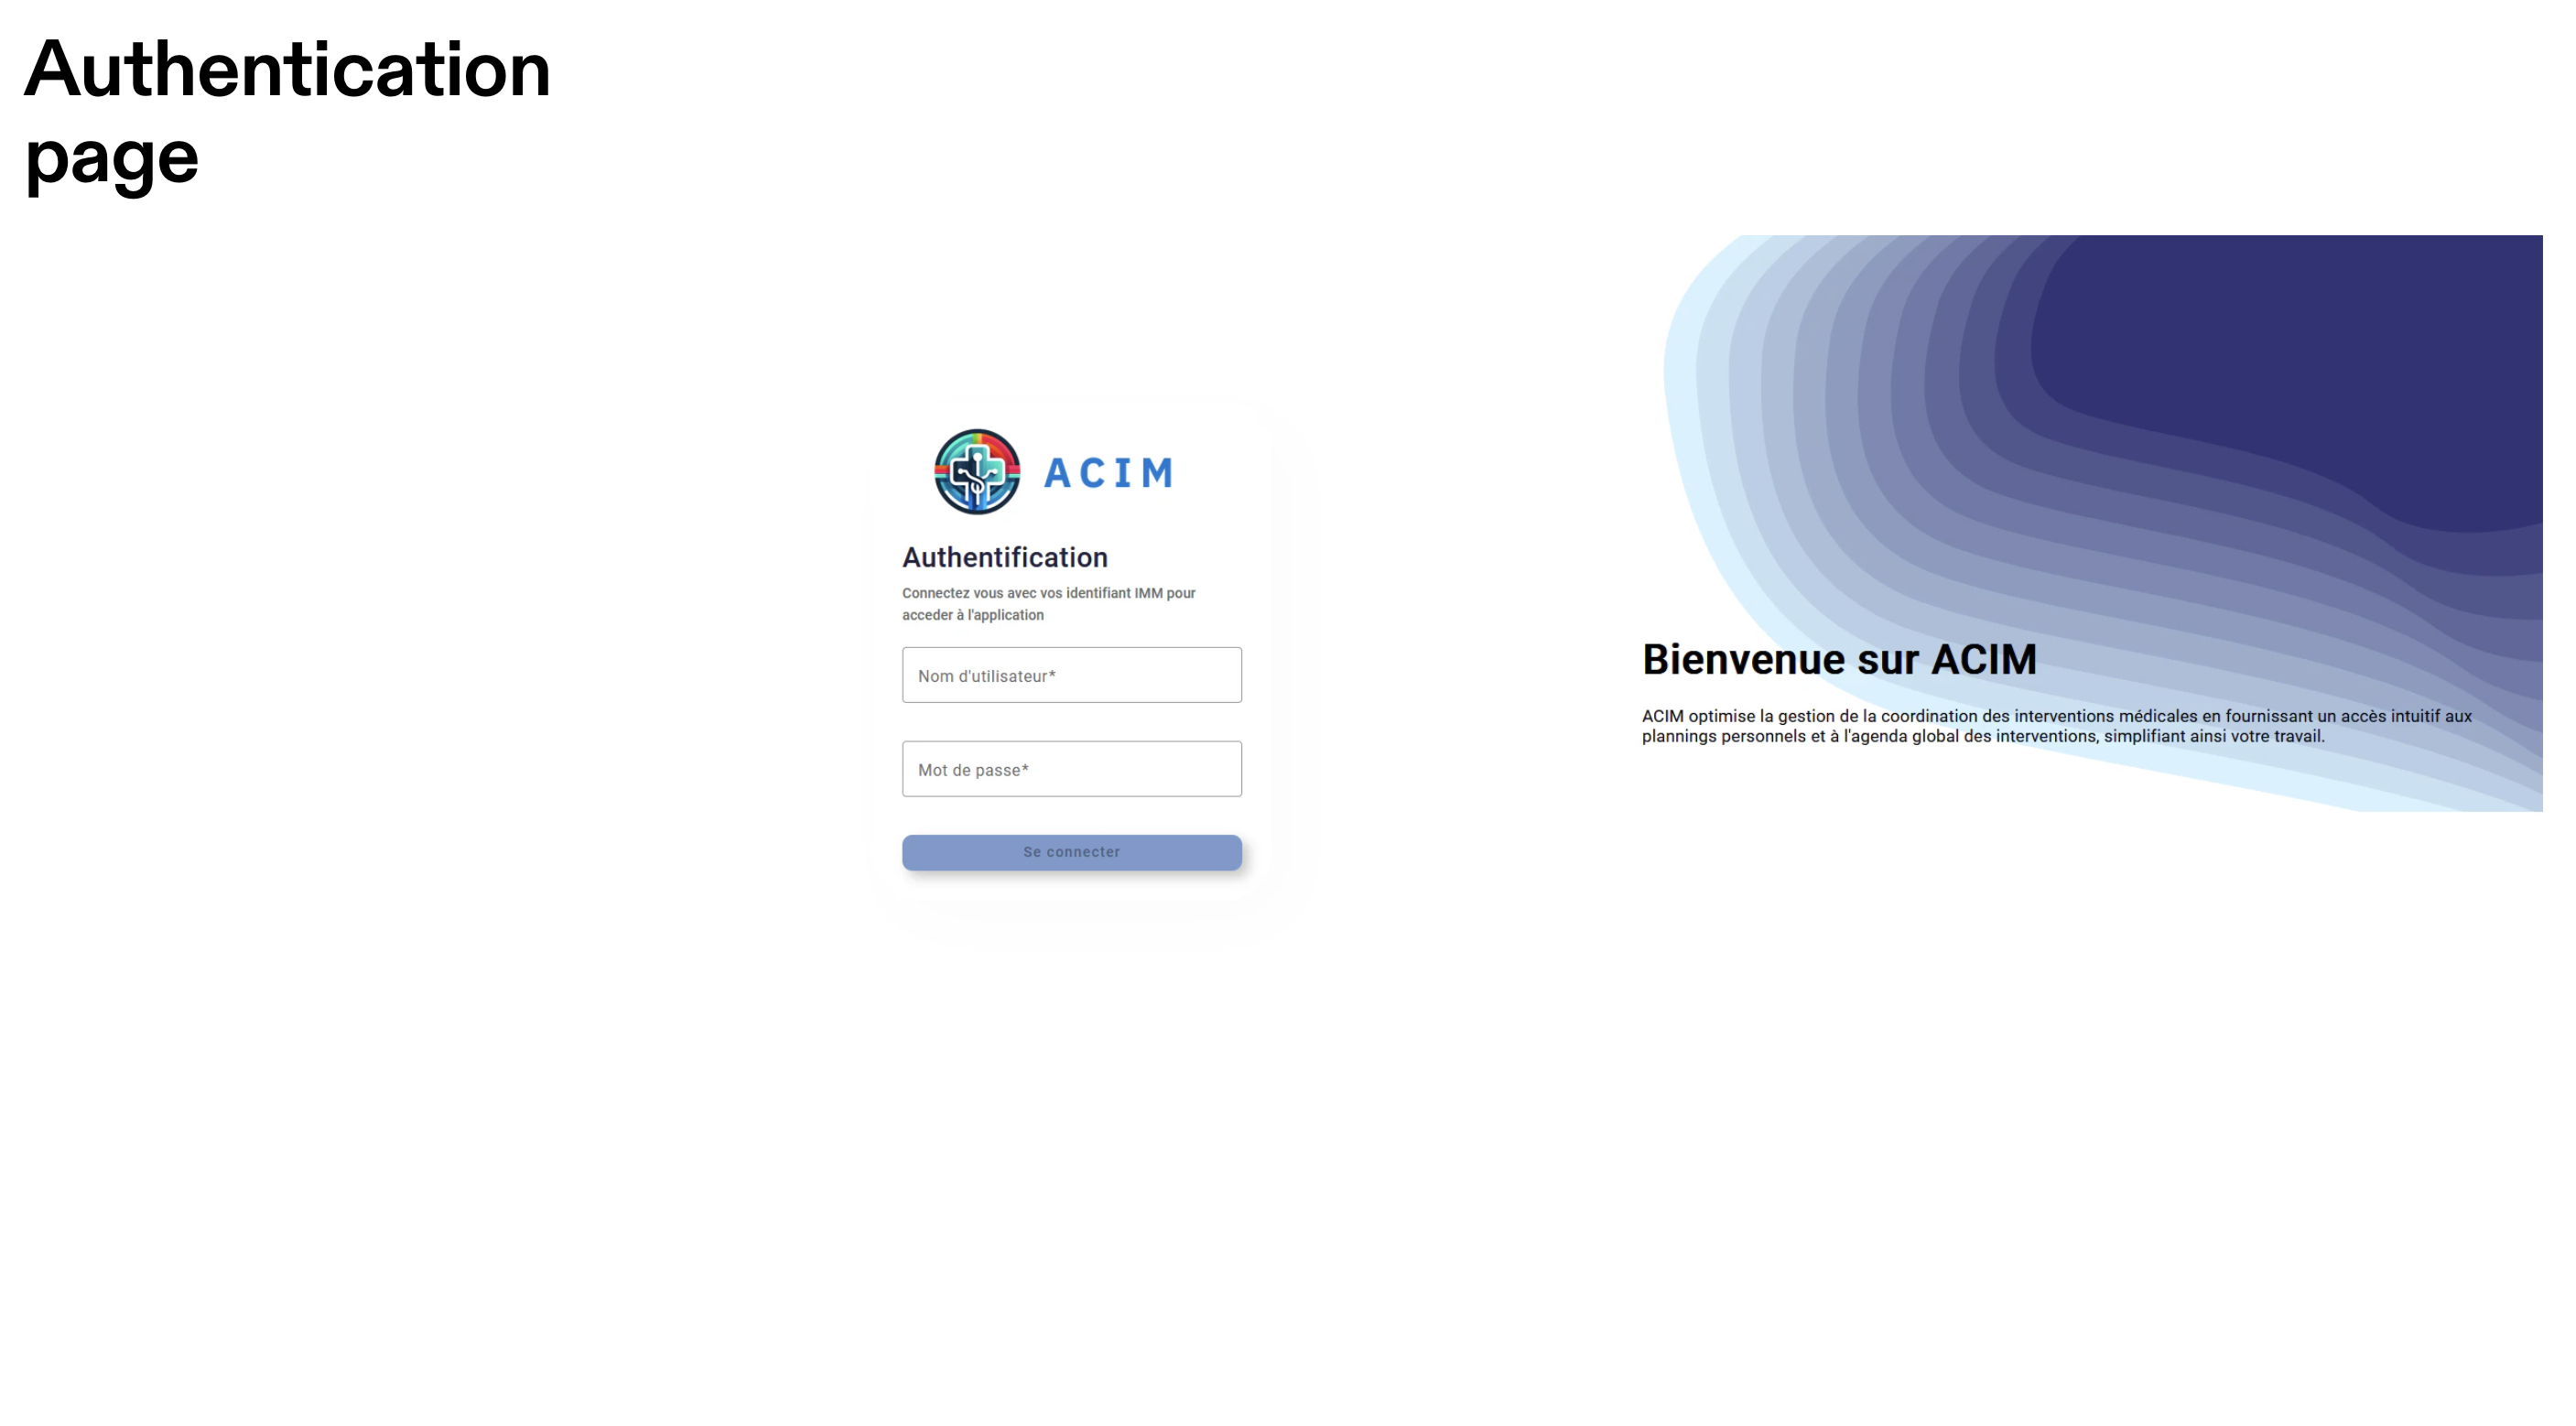 Authentication
page
ACIM
Authentification
Connectez vous avec vos identifiant IMM pour
acceder à l'application
Nom d'utilisateur*
Mot de passe*
Se connecter
Bienvenue sur ACIM
ACIM optimise la gestion de la coordination des interventions médicales en fournissant un accès intuitif aux
plannings personnels et à l'agenda global des interventions, simplifiant ainsi votre travail.